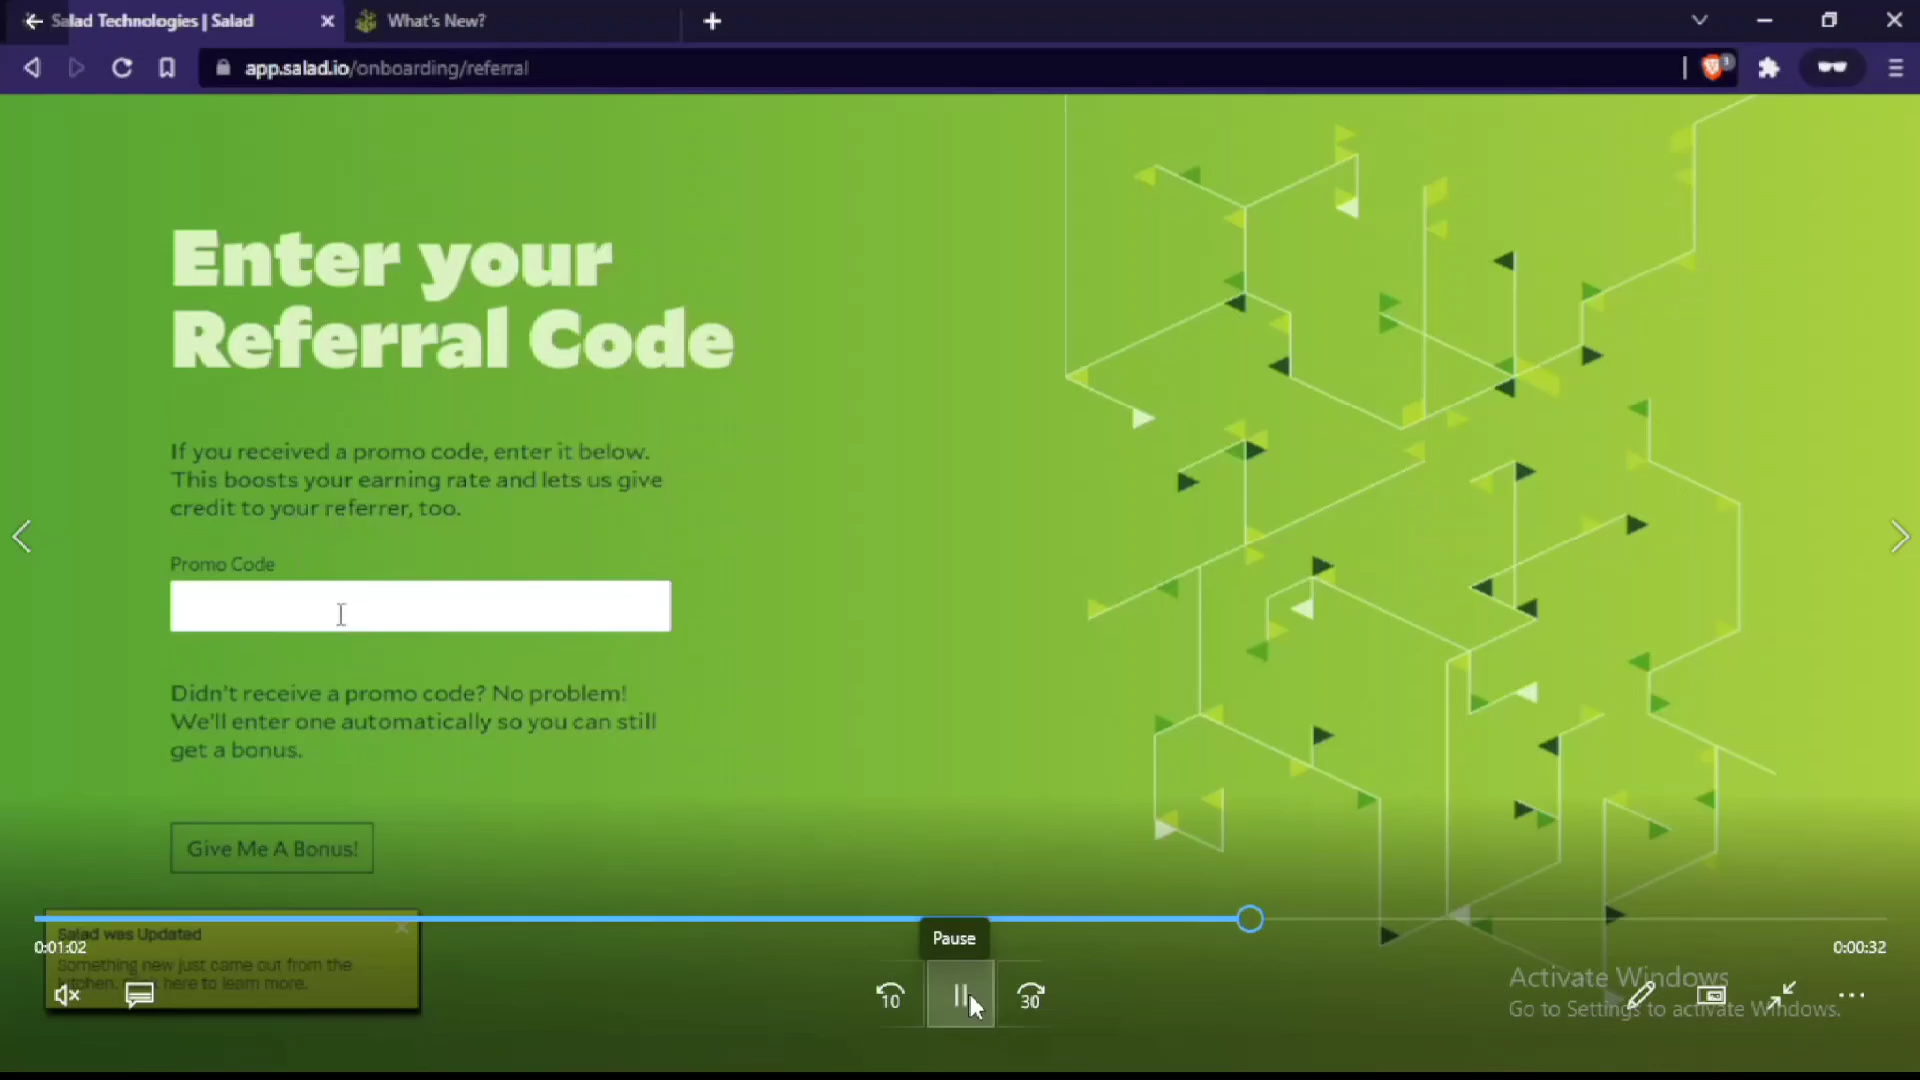 Salad Technologies | Salad
What's New?
app.salad.io/onboarding/referral
3
Enter your
Referral Code
If you received a promo code, enter it below.
This boosts your earning rate and lets us give
credit to your referrer, too.
Promo Code
Didn't receive a promo code? No problem!
We'll enter one automatically so you can still
get a bonus.
Give Me A Bonus!
Salad was Updated
Something new just came out from the
kitchen. here to learn more.
0:01:02
Pause
0:00:32
10
30
Activate Windows
Go to Settings to activate Windows.